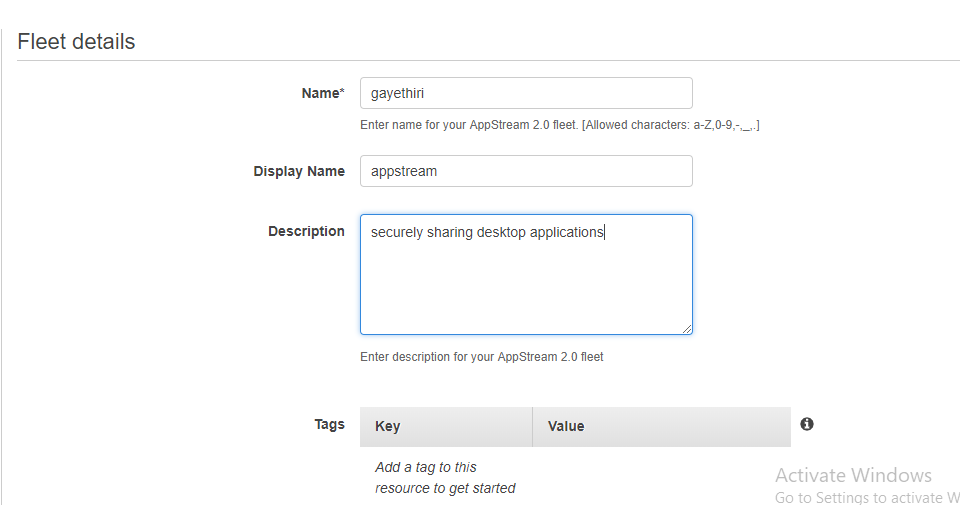 Fleet details
Name*
gayethiri
Enter name for your AppStream 2.0 fleet. [Allowed characters: a-Z,0-9,-,_,.]
Display Name
appstream
Description
securely sharing desktop applications
Enter description for your AppStream 2.0 fleet
Tags
Key
Value
Add a tag to this
resource to get started
Activate Windows
Go to Settings to activate W